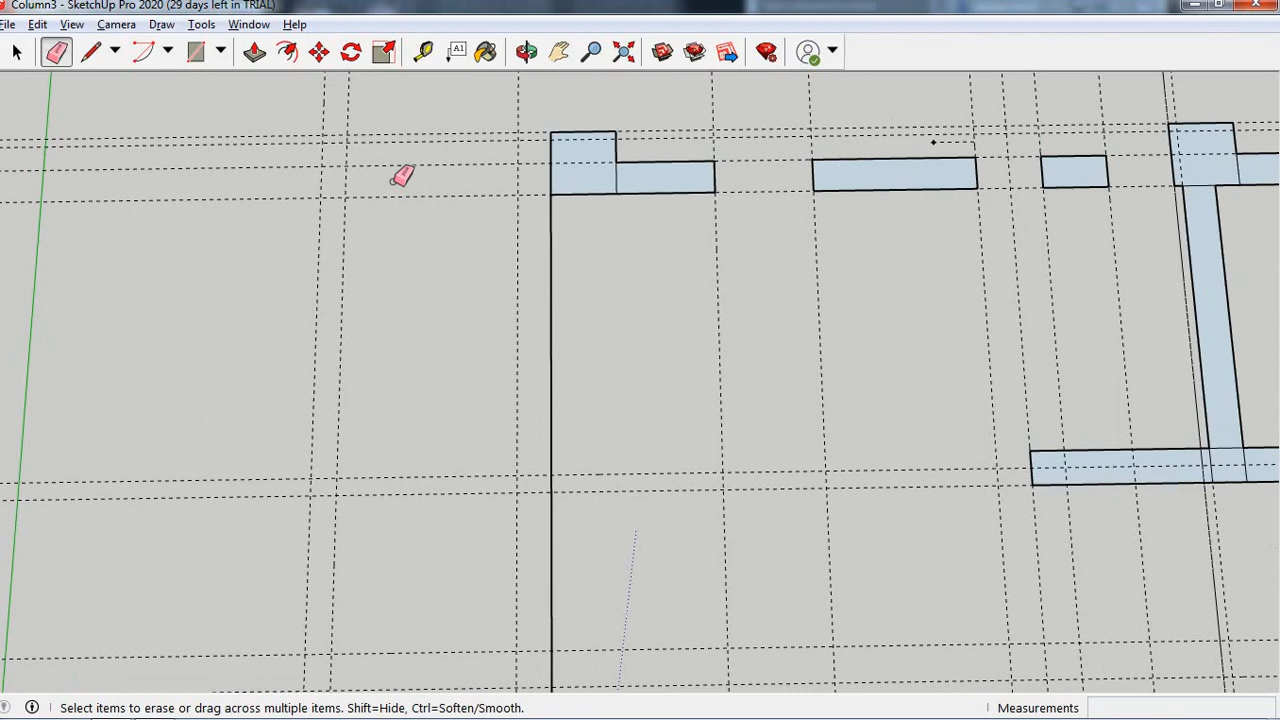 Column3 - SketchUp Pro 2020 (29 days left in TRIAL)
File Edit View Camera Draw Tools Window Help
A1
Select items to erase or drag across multiple items. Shift=Hide, Ctrl=Soften/Smooth.
Measurements